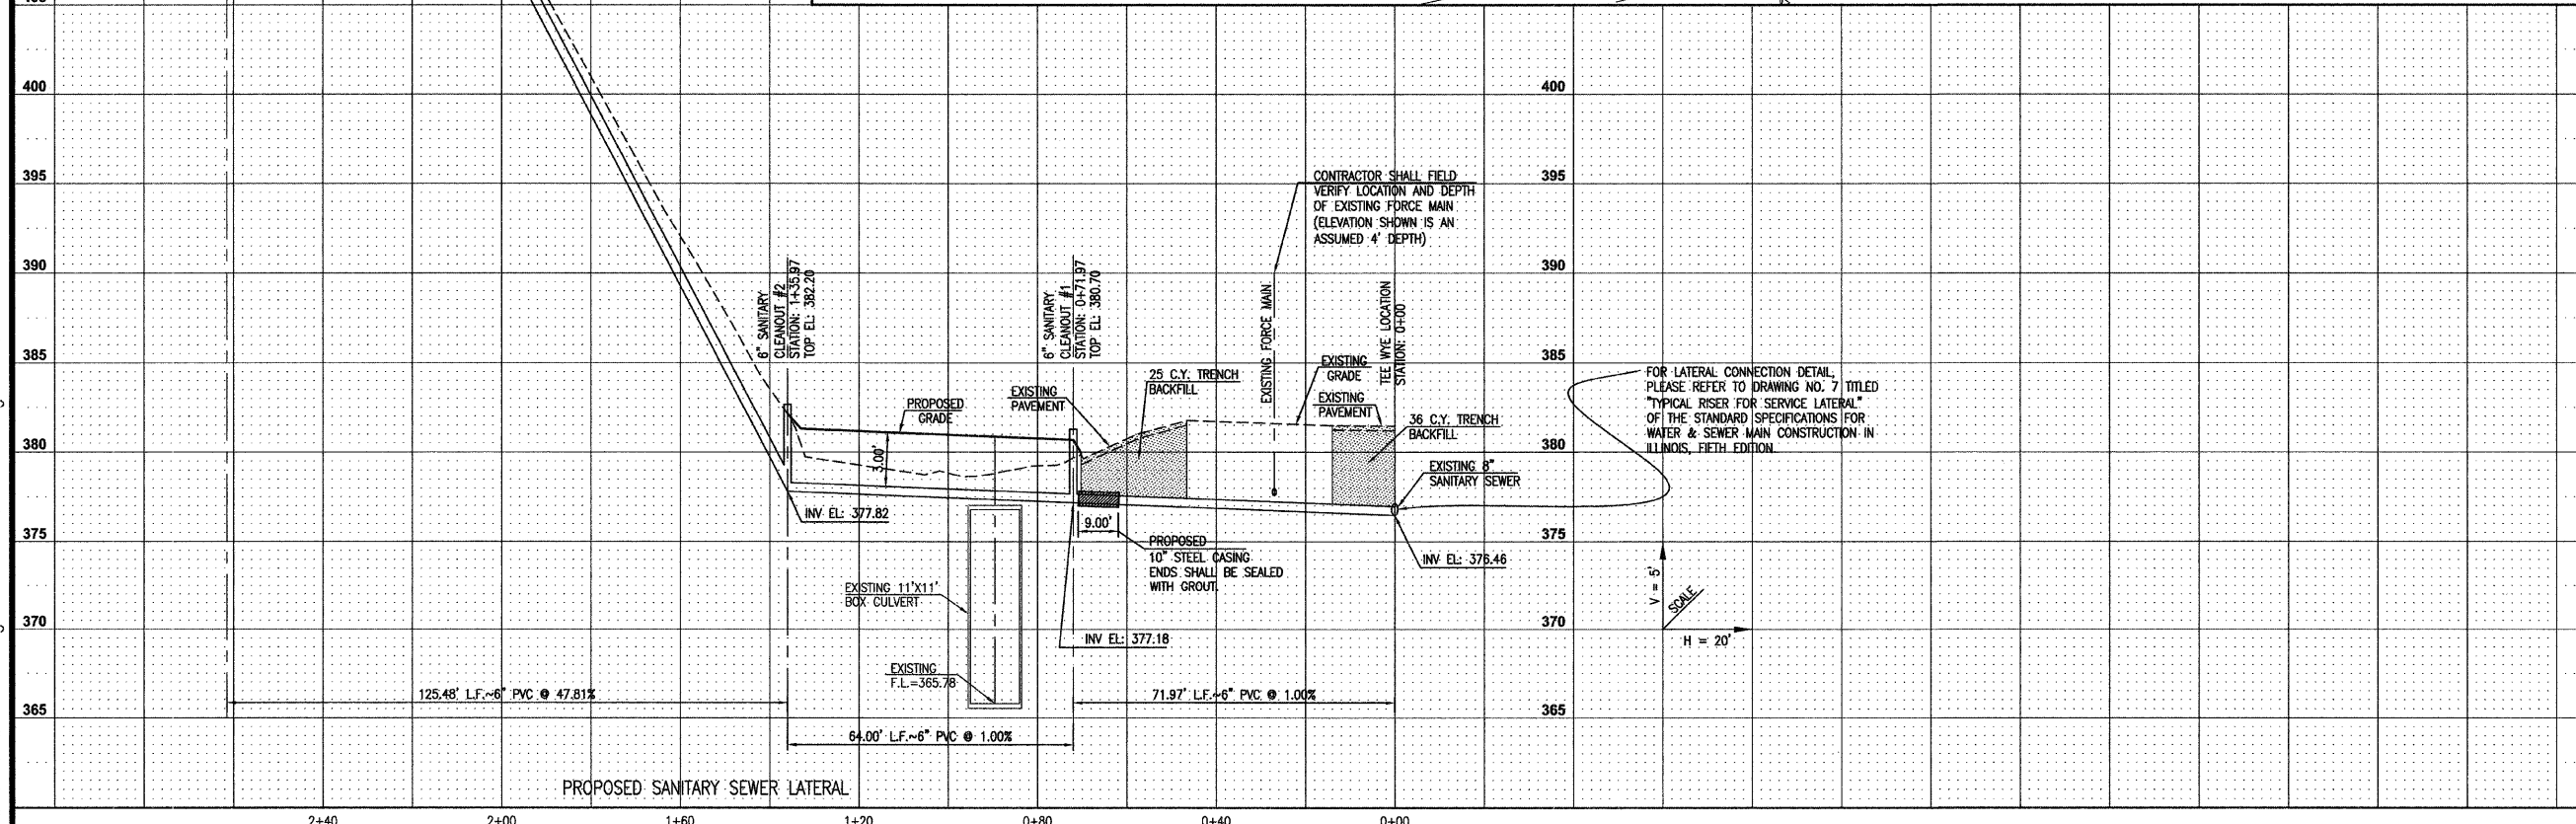 405
400
395
390
385
380
375
370
365
400
395
390
385
380
375
370
365
6" SANITARY
CLEANOUT #2
STATION: 1+35.97
TOP EL: 382.20
6" SANITARY
CLEANOUT #1
STATION: 0+71.97
TOP EL: 380.70
EXISTING FORCE MAIN
TEE WYE LOCATION
STATION: 0+00
CONTRACTOR SHALL FIELD
VERIFY LOCATION AND DEPTH
OF EXISTING FORCE MAIN
(ELEVATION SHOWN IS AN
ASSUMED 4' DEPTH)
PROPOSED
GRADE
EXISTING
PAVEMENT
25 C.Y. TRENCH
BACKFILL
EXISTING
GRADE
EXISTING
PAVEMENT
36 C.Y. TRENCH
BACKFILL
FOR LATERAL CONNECTION DETAIL,
PLEASE REFER TO DRAWING NO. 7 TITLED
"TYPICAL RISER FOR SERVICE LATERAL"
OF THE STANDARD SPECIFICATIONS FOR
WATER & SEWER MAIN CONSTRUCTION IN
ILLINOIS, FIFTH EDITION.
3.00'
EXISTING 8"
SANITARY SEWER
INV EL: 377.82
9.00'
PROPOSED
10" STEEL CASING
ENDS SHALL BE SEALED
WITH GROUT.
INV EL: 376.46
EXISTING 11'X11'
BOX CULVERT
INV EL: 377.18
EXISTING
F.L.=365.78
V = 5'
SCALE
H = 20'
125.48' L.F.~6" PVC @ 47.81%
71.97' L.F.~6" PVC @ 1.00%
64.00' L.F.~6" PVC @ 1.00%
PROPOSED SANITARY SEWER LATERAL
2+40
2+00
1+60
1+20
0+80
0+40
0+00